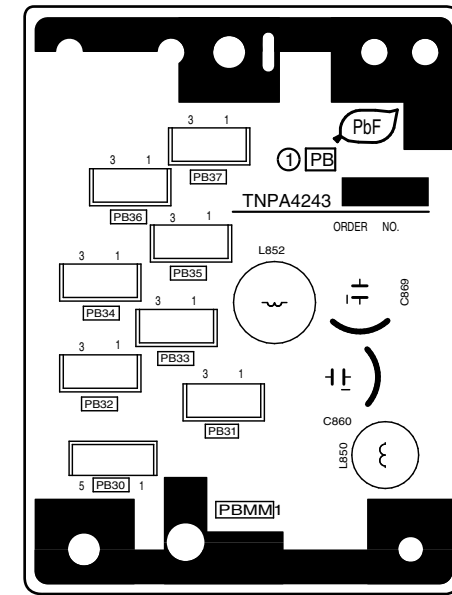 PbF
3 1
① PB
PB37
3 1
TNPA4243
PB36
3 1
ORDER NO.
L852
PB35
3 1
C869
PB34
3 1
PB33
3 1
3 1
PB32
C860
PB31
L850
5 PB30 1
PBMM1